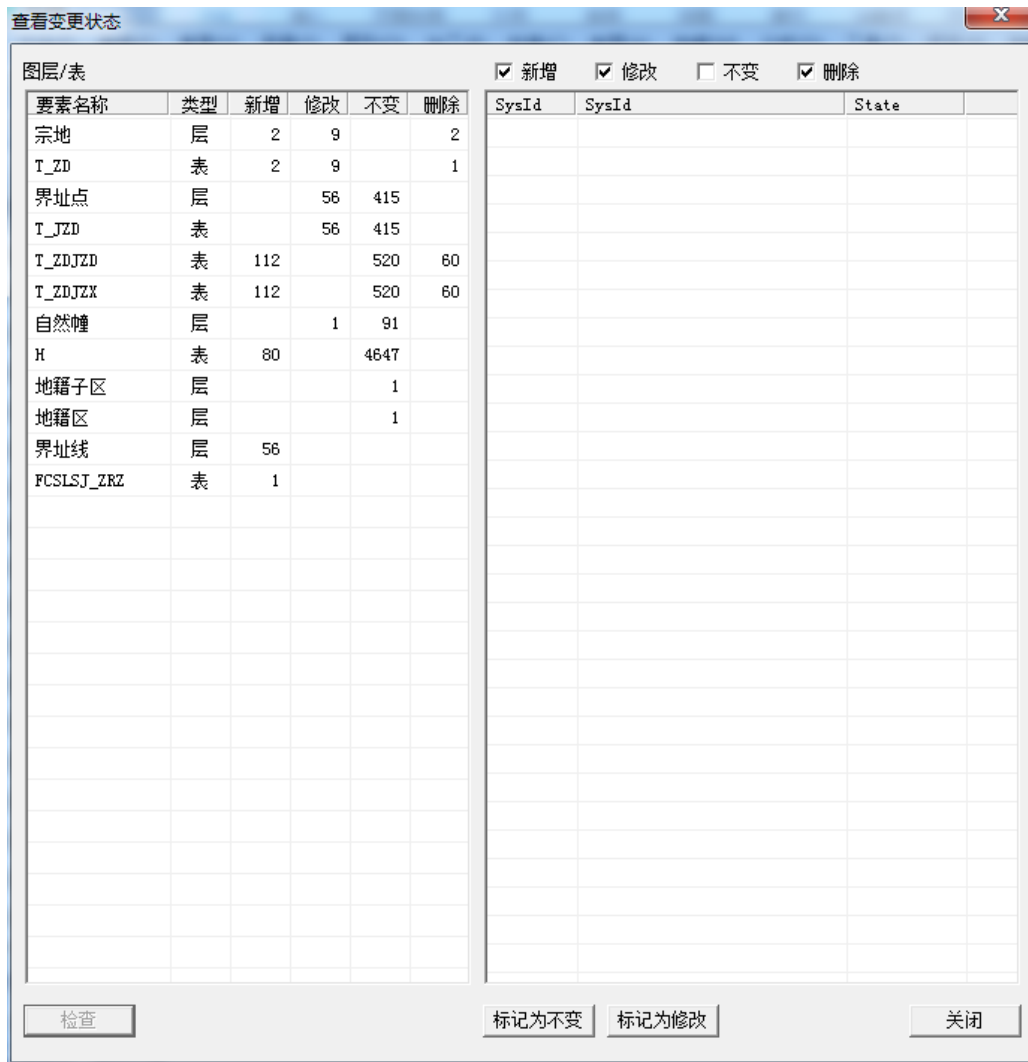 查看变更状态
图层/表 新增 修改 不变 删除
要素名称 类型 新增 修改 不变 删除 SysId SysId State
宗地 层 2 9 2
T_ZD 表 2 9 1
界址点 层 56 415
T_JZD 表 56 415
T_ZDJZD 表 112 520 60
T_ZDJZX 表 112 520 60
自然幢 层 1 91
H 表 80 4647
地籍子区 层 1
地籍区 层 1
界址线 层 56
FCSLSJ_ZRZ 表 1
检查 标记为不变 标记为修改 关闭